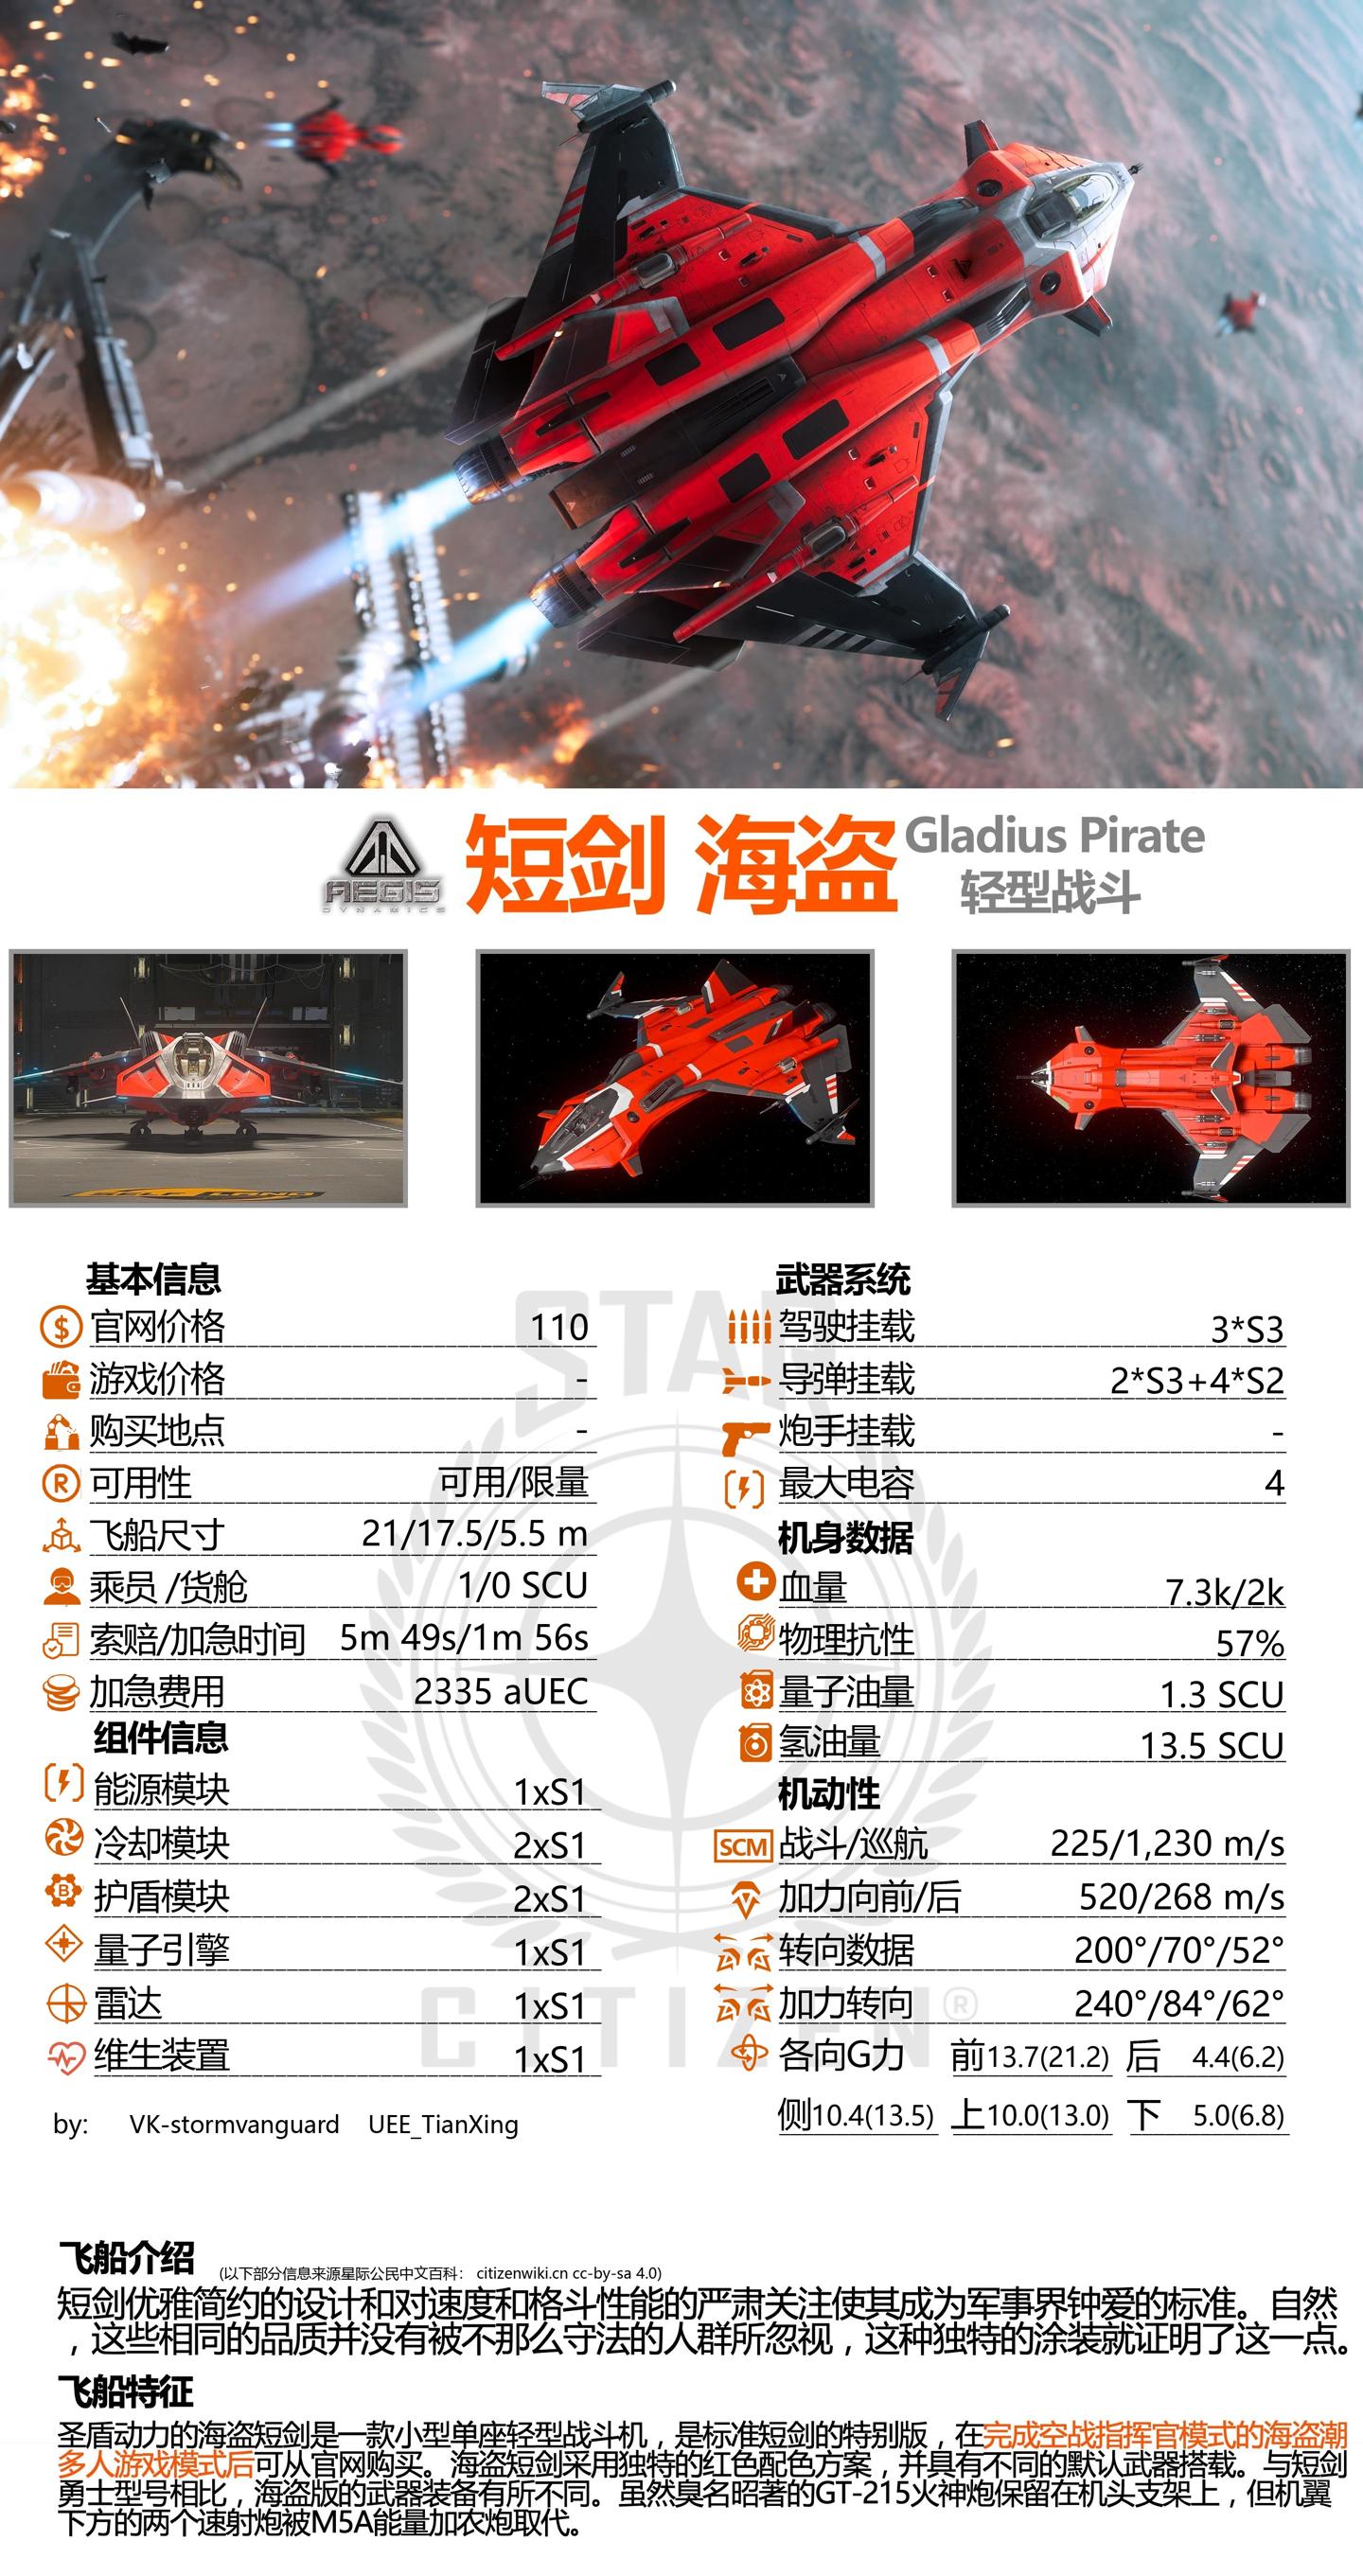 AEGIS
DYNAMICS
短剑 海盗
Gladius Pirate
轻型战斗
基本信息
官网价格 110
游戏价格 -
购买地点 -
可用性 可用/限量
飞船尺寸 21/17.5/5.5 m
乘员 /货舱 1/0 SCU
索赔/加急时间 5m 49s/1m 56s
加急费用 2335 aUEC
组件信息
能源模块 1xS1
冷却模块 2xS1
护盾模块 2xS1
量子引擎 1xS1
雷达 1xS1
维生装置 1xS1
by: VK-stormvanguard UEE_TianXing
武器系统
驾驶挂载 3*S3
导弹挂载 2*S3+4*S2
炮手挂载 -
最大电容 4
机身数据
血量 7.3k/2k
物理抗性 57%
量子油量 1.3 SCU
氢油量 13.5 SCU
机动性
SCM 战斗/巡航 225/1,230 m/s
加力向前/后 520/268 m/s
转向数据 200°/70°/52°
加力转向 240°/84°/62°
各向G力 前13.7(21.2) 后 4.4(6.2)
侧10.4(13.5) 上10.0(13.0) 下 5.0(6.8)
STAR
CITIZEN®
飞船介绍 (以下部分信息来源星际公民中文百科： citizenwiki.cn cc-by-sa 4.0)
短剑优雅简约的设计和对速度和格斗性能的严肃关注使其成为军事界钟爱的标准。自然
，这些相同的品质并没有被不那么守法的人群所忽视，这种独特的涂装就证明了这一点。
飞船特征
圣盾动力的海盗短剑是一款小型单座轻型战斗机，是标准短剑的特别版，在完成空战指挥官模式的海盗潮
多人游戏模式后可从官网购买。海盗短剑采用独特的红色配色方案，并具有不同的默认武器搭载。与短剑
勇士型号相比，海盗版的武器装备有所不同。虽然臭名昭著的GT-215火神炮保留在机头支架上，但机翼
下方的两个速射炮被M5A能量加农炮取代。